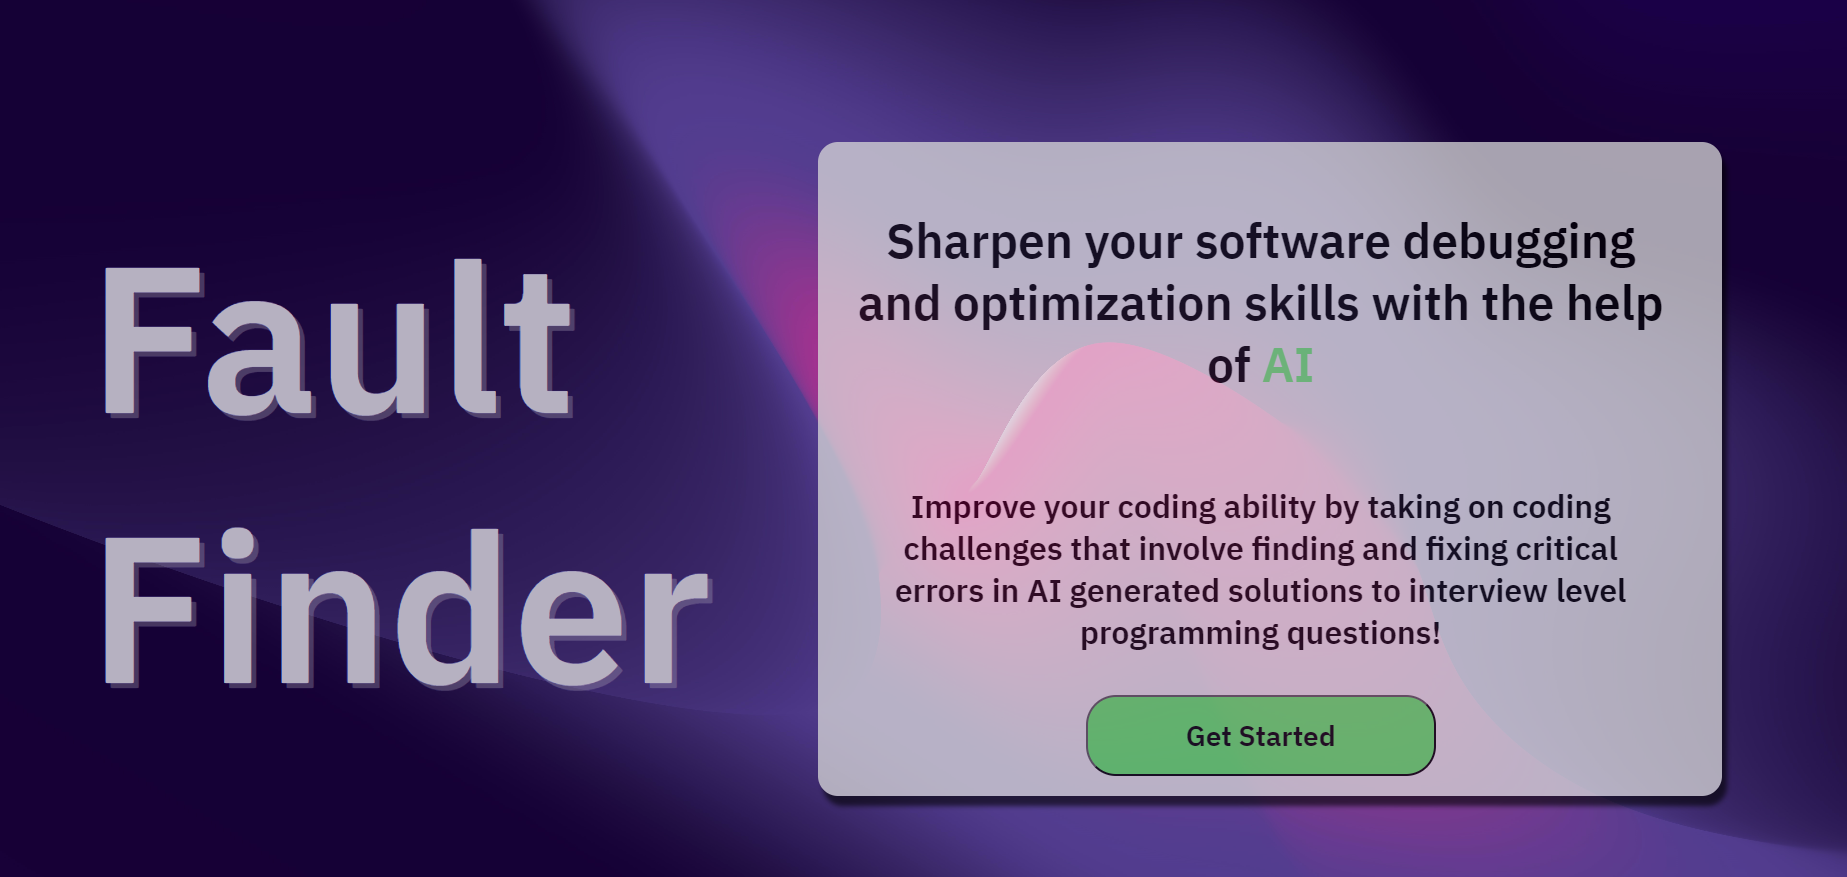 Fault
Finder
Sharpen your software debugging
and optimization skills with the help
of AI
Improve your coding ability by taking on coding
challenges that involve finding and fixing critical
errors in AI generated solutions to interview level
programming questions!
Get Started